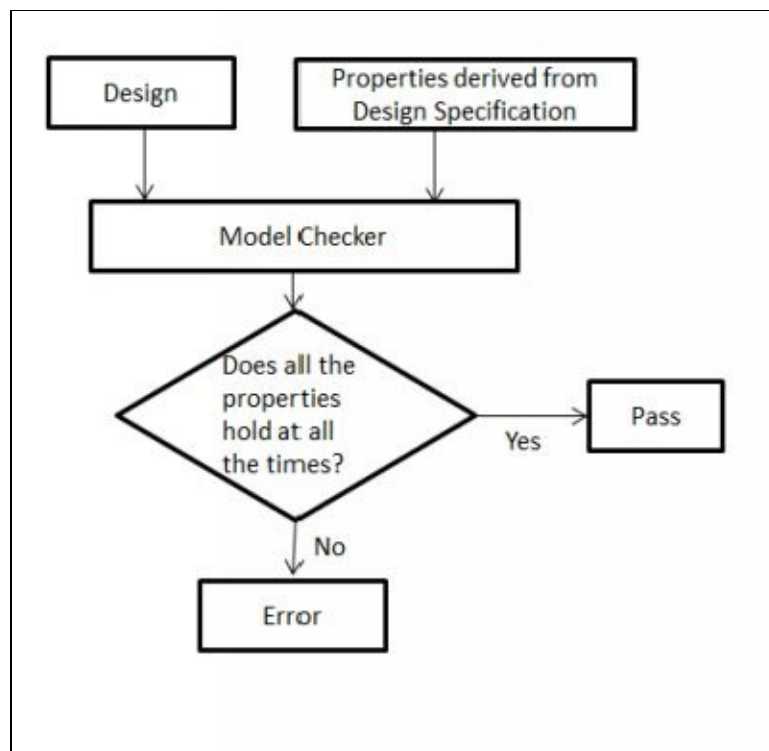 Design
Properties derived from
Design Specification
Model Checker
Does all the
properties
hold at all
the times?
Yes
Pass
No
Error